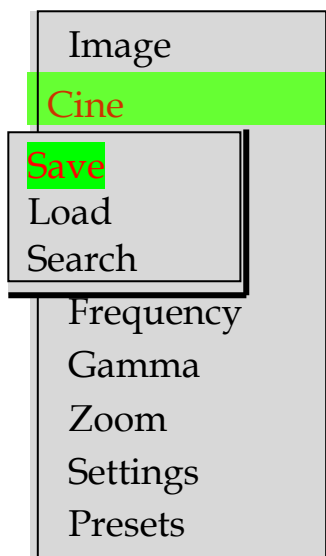 Image
Cine
Save
Load
Search
Frequency
Gamma
Zoom
Settings
Presets